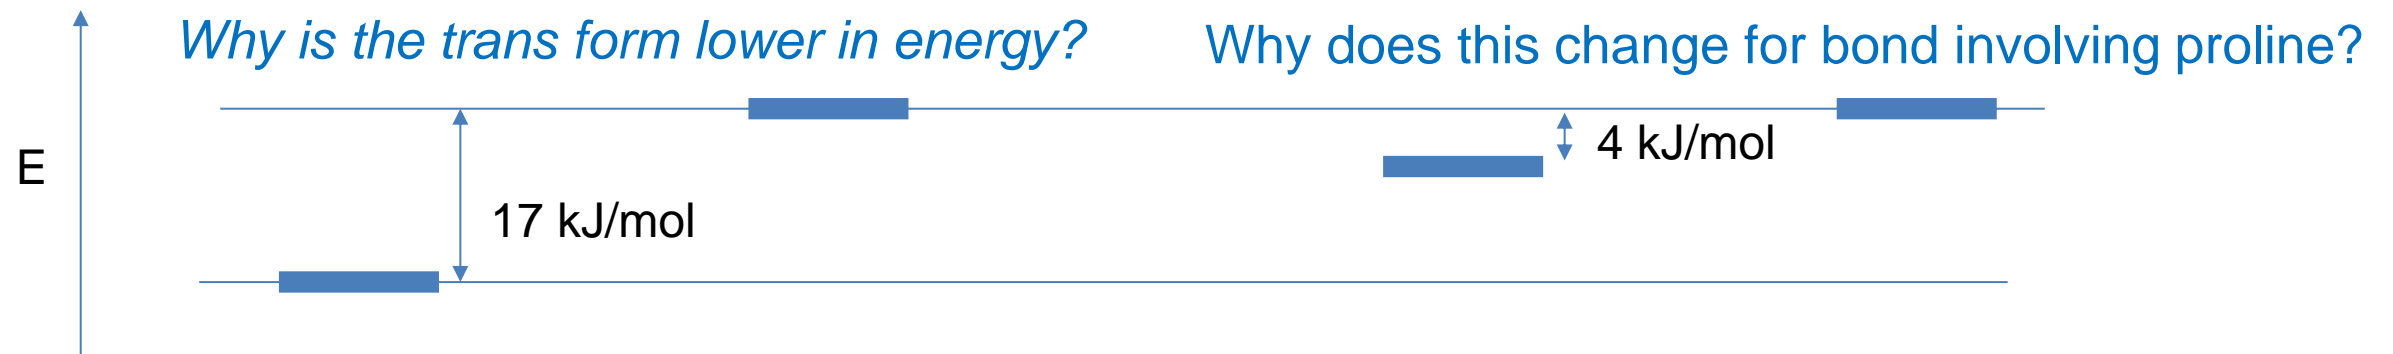 Why is the trans form lower in energy?
Why does this change for bond involving proline?
E
4 kJ/mol
17 kJ/mol